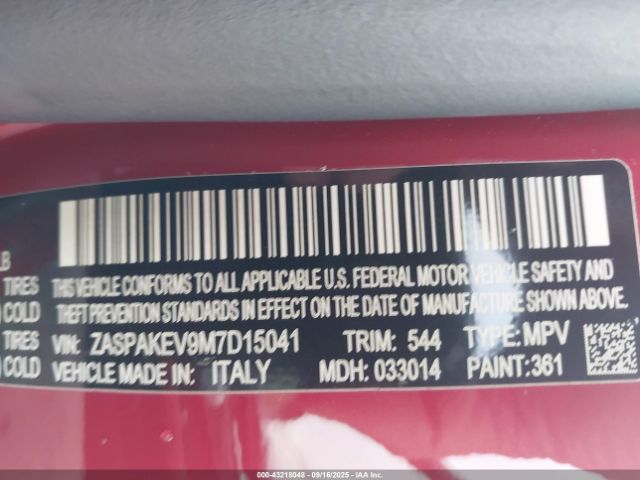 LB
TIRES THIS VEHICLE CONFORMS TO ALL APPLICABLE U.S. FEDERAL MOTOR VEHICLE SAFETY AND
COLD THEFT PREVENTION STANDARDS IN EFFECT ON THE DATE OF MANUFACTURE SHOWN ABOVE.
TIRES VIN: ZASPAKEV9M7D15041 TRIM: 544 TYPE: MPV
COLD VEHICLE MADE IN: ITALY MDH: 033014 PAINT: 361
000-43218048 - 09/16/2025 - IAA Inc.